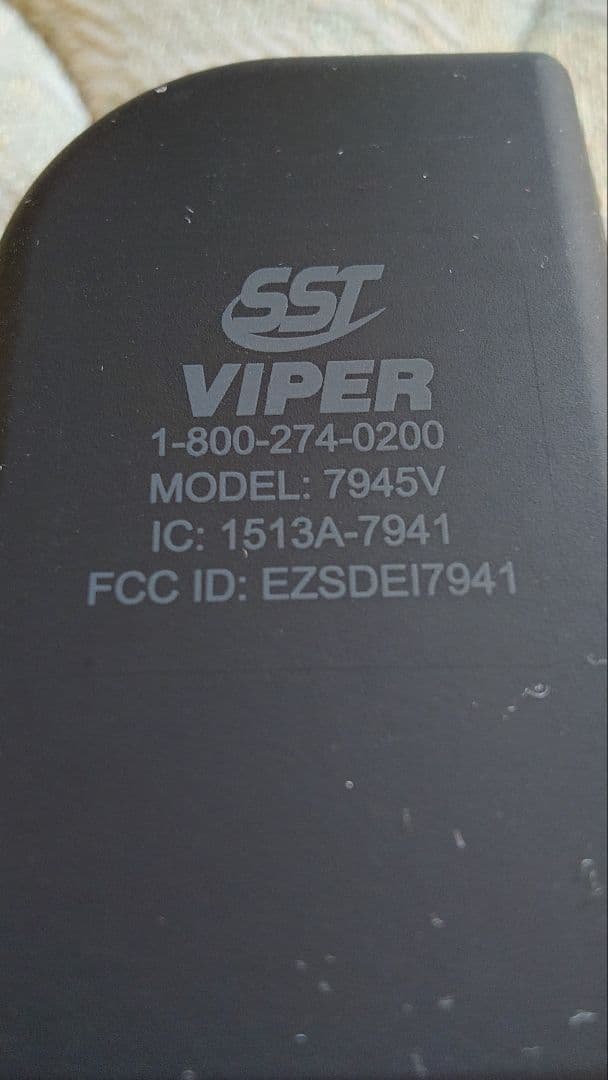 SST
VIPER
1-800-274-0200
MODEL: 7945V
IC: 1513A-7941
FCC ID: EZSDEI7941